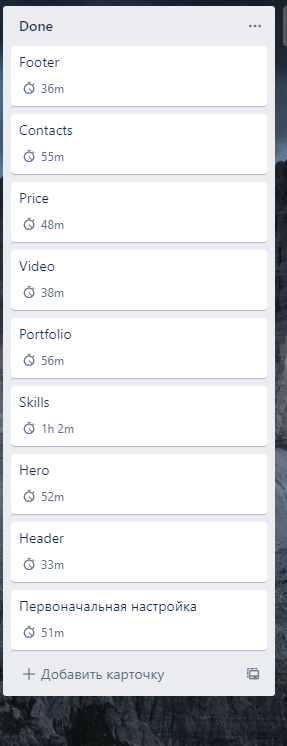 Done
Footer
36m
Contacts
55m
Price
48m
Video
38m
Portfolio
56m
Skills
1h 2m
Hero
52m
Header
33m
Первоначальная настройка
51m
Добавить карточку